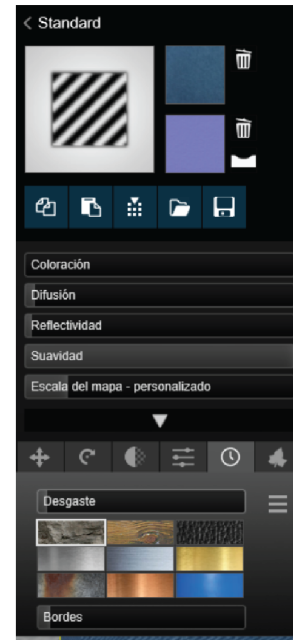 < Standard
Coloración
Difusión
Reflectividad
Suavidad
Escala del mapa - personalizado
Desgaste
Bordes